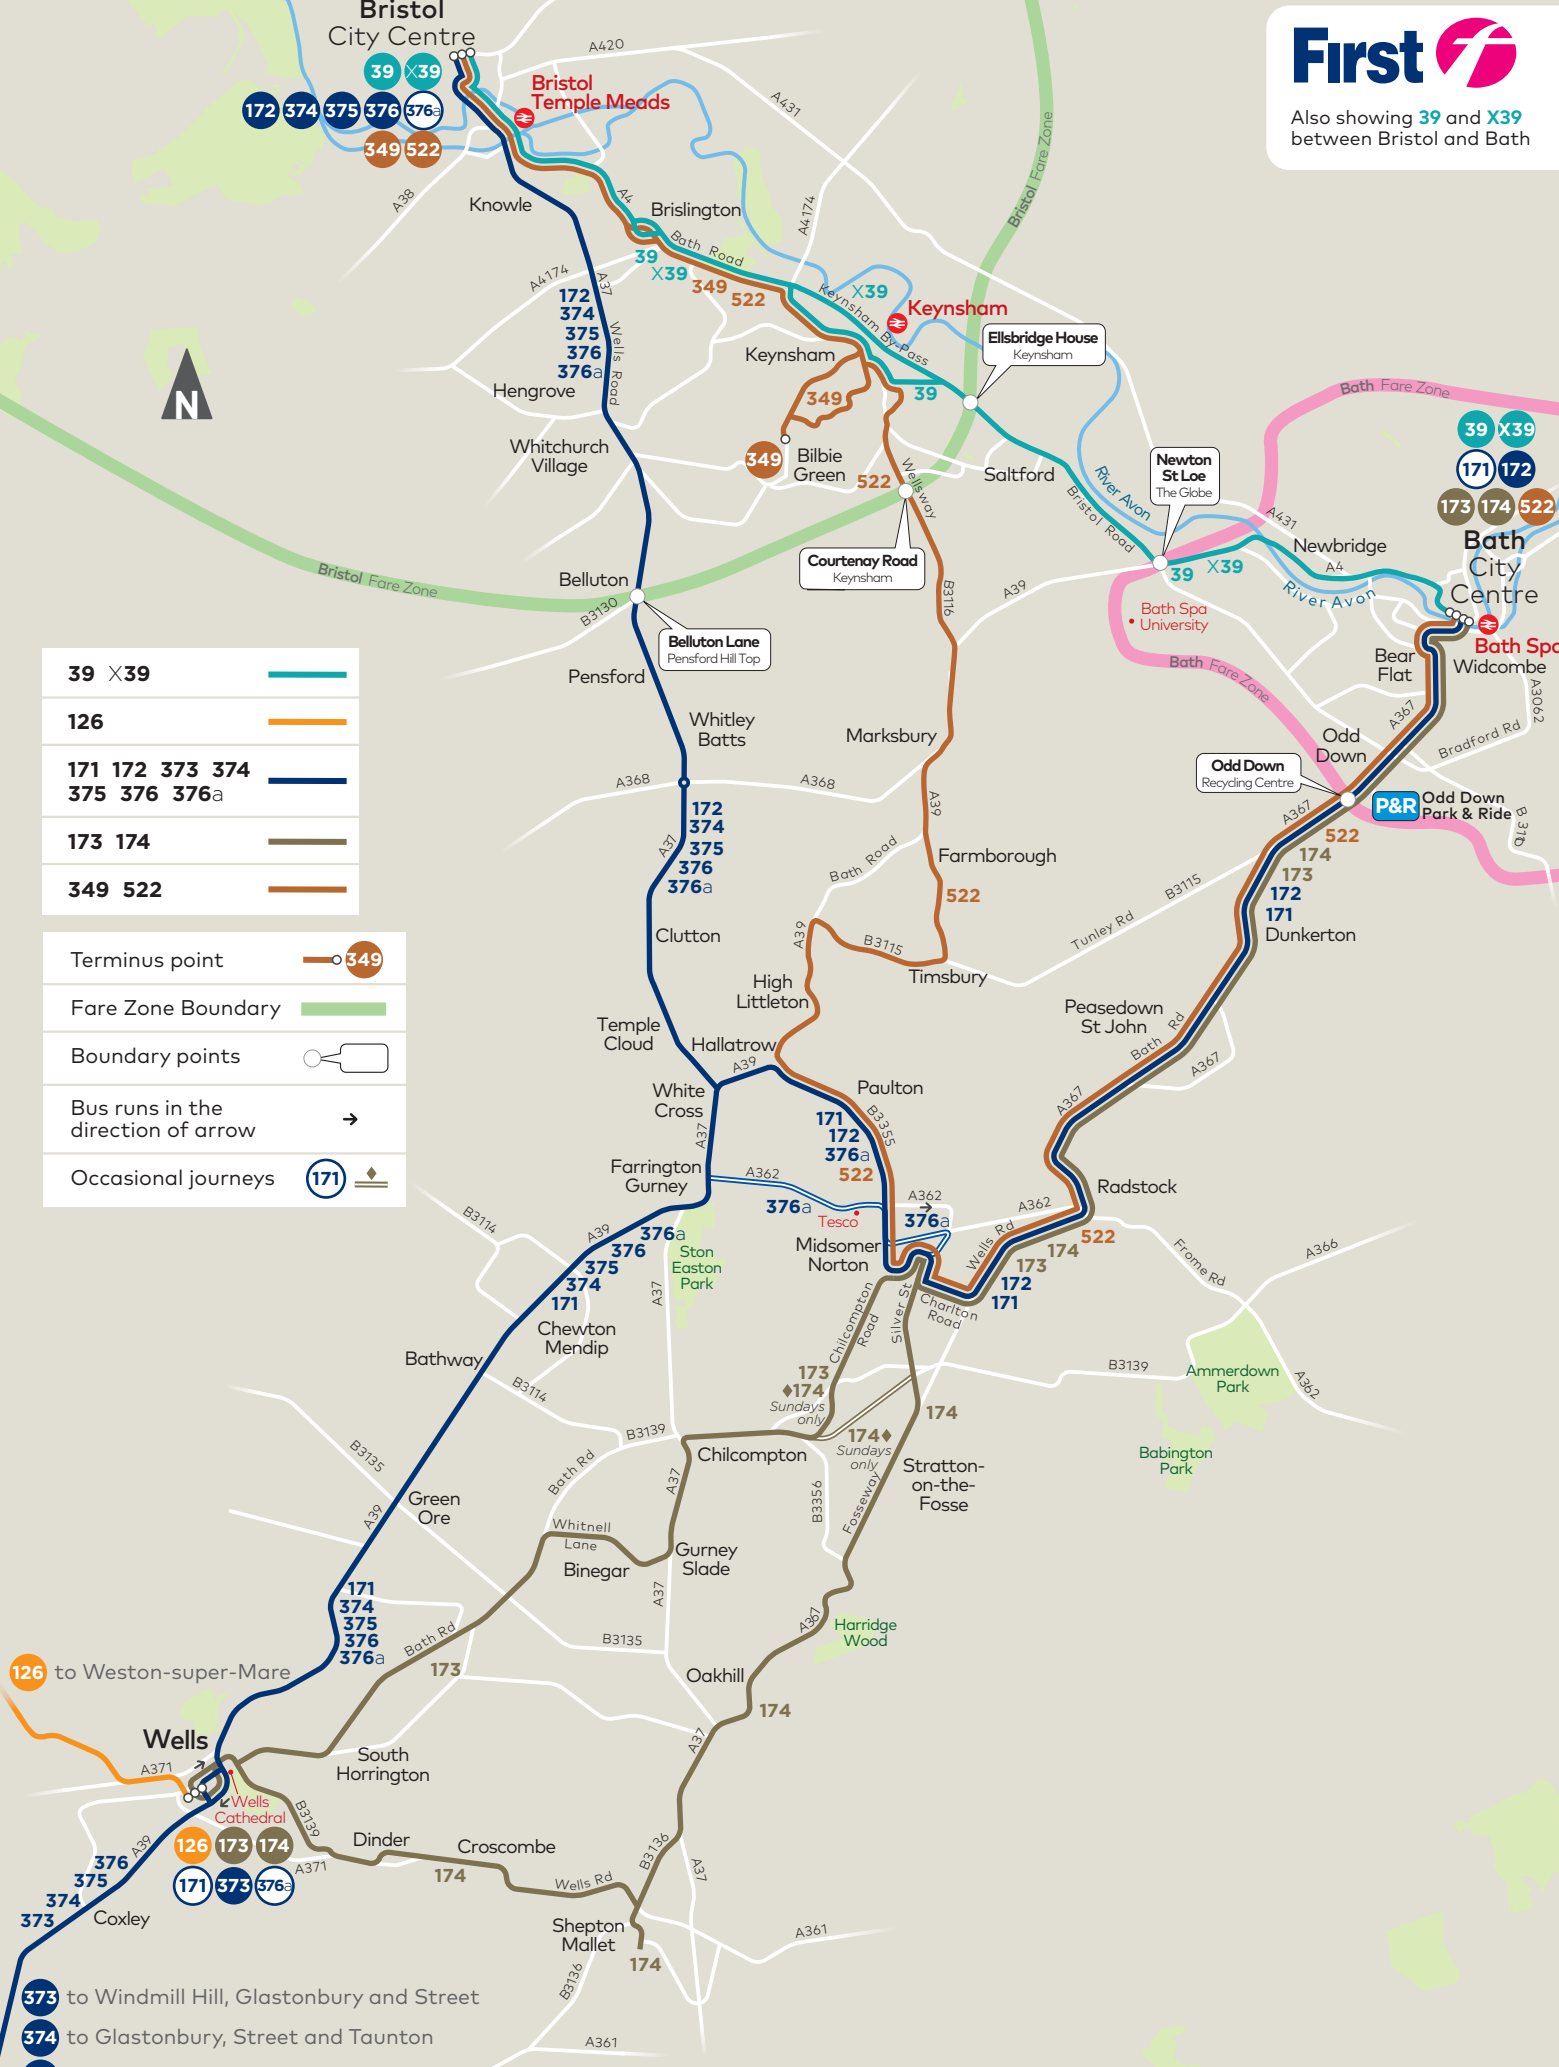 Bristol
City Centre
39 X39
172 374 375 376 376a
349 522
Bristol
Temple Meads
A420
A431
A38
Knowle
A4
Brislington
A4174
Bath Road
39
X39
349
522
Bristol Fare Zone
First
Also showing 39 and X39
between Bristol and Bath
A4174
A37
172
374
375
376
376a
Wells Road
Hengrove
Keynsham By-Pass
X39
Keynsham
Keynsham
Ellsbridge House
Keynsham
349
39
349
Bilbie
Green
Whitchurch
Village
522
Wellsway
Saltford
River Avon
Bristol Road
Newton
St Loe
The Globe
Bath Fare Zone
39 X39
171 172
173 174 522
Bath
City
Centre
A431
Newbridge
A4
39 X39
River Avon
Bath Spa
Widcombe
Bear
Flat
Bath Spa
University
Bath Fare Zone
A3062
A367
Bradford Rd
Odd
Down
Odd Down
Recycling Centre
P&R
Odd Down
Park & Ride
B 310
N
Bristol Fare Zone
Belluton
B3130
Belluton Lane
Pensford Hill Top
Courtenay Road
Keynsham
B3116
A39
Pensford
Whitley
Batts
Marksbury
A368
A368
39 X39
126
171 172 373 374
375 376 376a
173 174
349 522
172
374
375
376
376a
A37
A39
Farmborough
Bath Road
522
Clutton
A39
B3115
Timsbury
Tunley Rd
B3115
A367
522
174
173
172
171
Dunkerton
Terminus point
349
Fare Zone Boundary
Boundary points
Bus runs in the
direction of arrow
Occasional journeys
171
High
Littleton
Peasedown
St John
Bath Rd
A367
A367
Temple
Cloud
Hallatrow
A39
White
Cross
Paulton
B3355
171
172
376a
522
A37
Farrington
Gurney
A362
376a
Tesco
A362
376a
A362
Radstock
Wells Rd
522
174
173
172
171
Midsomer
Norton
Charlton
Road
Silver St
Chilcompton
Road
Frome Rd
A366
B3114
A39
376a
376
375
374
171
Ston
Easton
Park
A37
Chewton
Mendip
Bathway
B3114
B3139
Ammerdown
Park
A362
Babington
Park
173
174
Sundays
only
174
Sundays
only
174
B3139
Chilcompton
Bath Rd
A37
B3356
Fosseway
Stratton-
on-the-
Fosse
B3135
A39
Green
Ore
Whitnell
Lane
Binegar
Gurney
Slade
A37
171
374
375
376
376a
Bath Rd
173
B3135
A367
Harridge
Wood
Oakhill
174
A37
126 to Weston-super-Mare
Wells
A371
Wells
Cathedral
South
Horrington
B3139
126 173 174
171 373 376a
A371
Dinder
174
Croscombe
Wells Rd
B3136
A37
Shepton
Mallet
174
A361
B3136
A361
A39
376
375
374
373
Coxley
373 to Windmill Hill, Glastonbury and Street
374 to Glastonbury, Street and Taunton